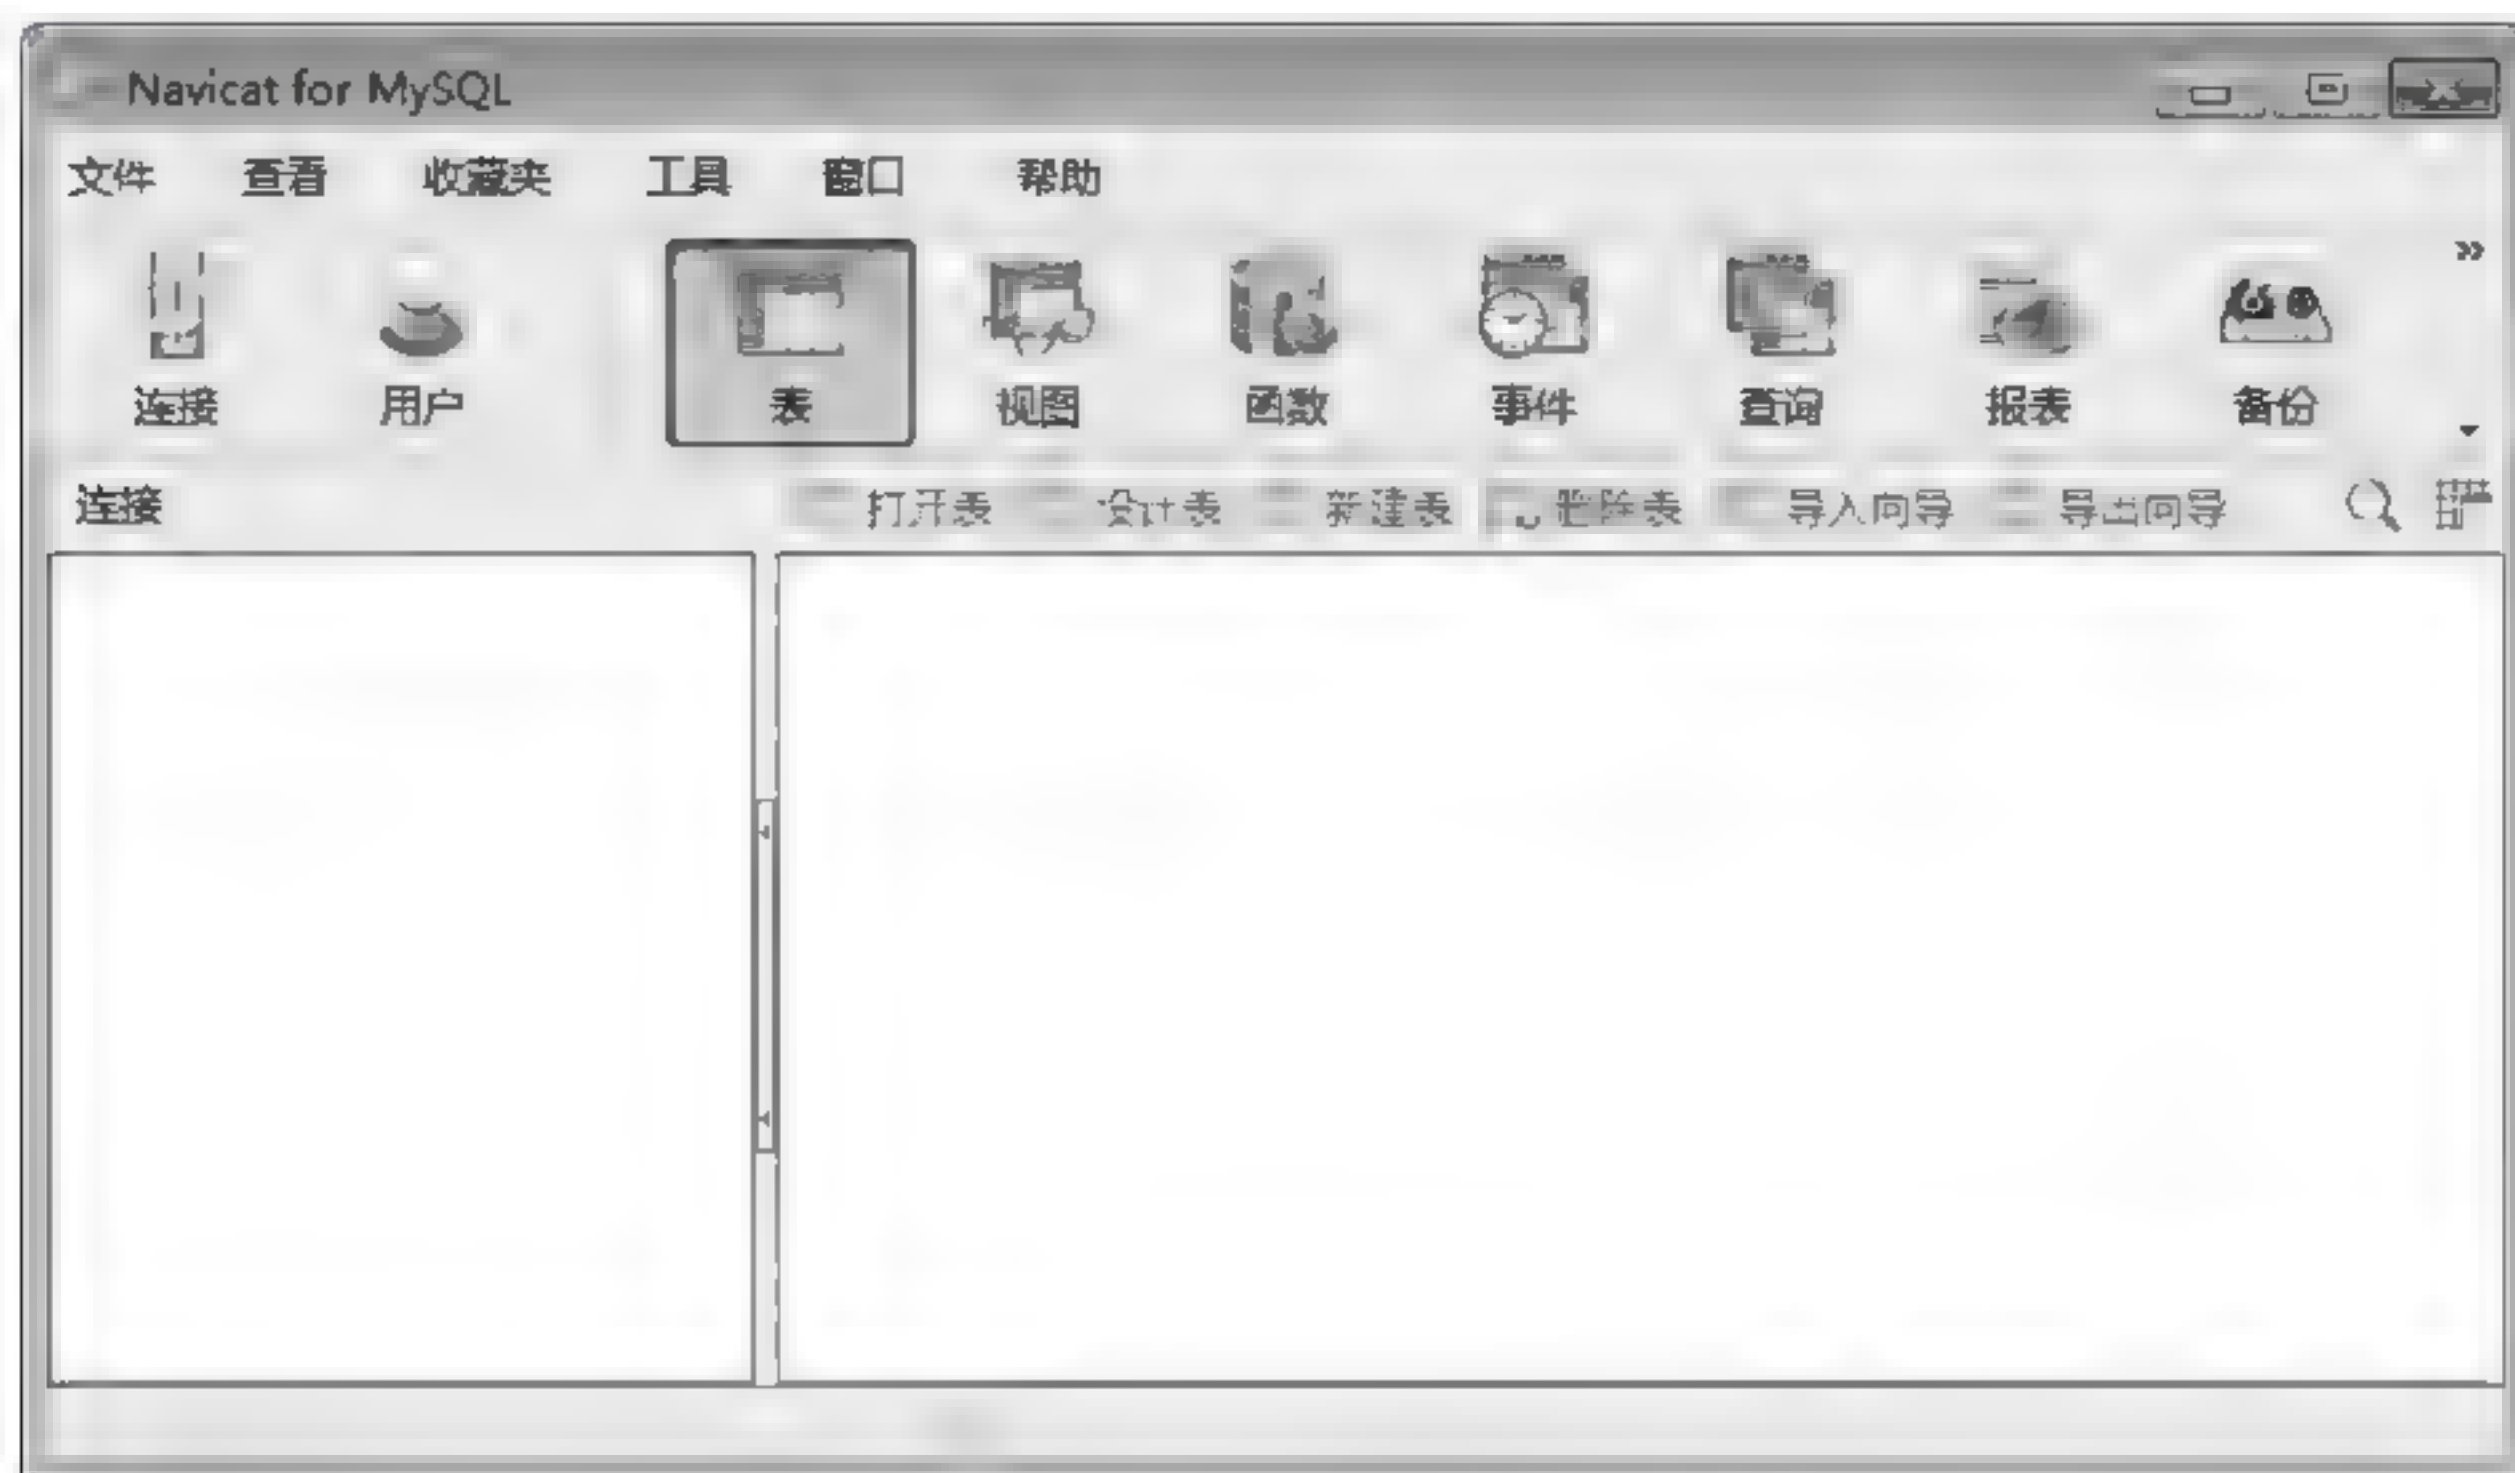 Navicat for MySQL
文件 查看 收藏夹 工具 窗口 帮助
连接 用户 表 视图 函数 事件 查询 报表 备份
连接 打开表 设计表 新建表 删除表 导入向导 导出向导